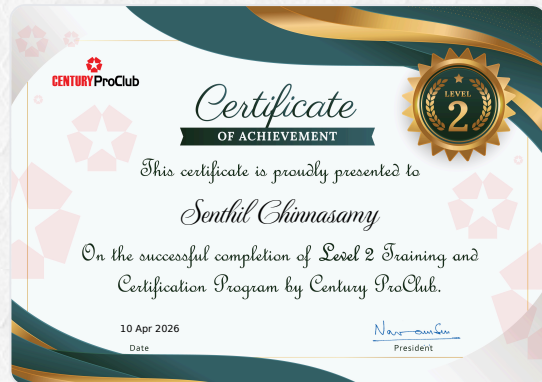 CENTURY ProClub
Certificate
OF ACHIEVEMENT
LEVEL
2
This certificate is proudly presented to
Senthil Chinnasamy
On the successful completion of Level 2 Training and
Certification Program by Century ProClub.
10 Apr 2026
Date
President